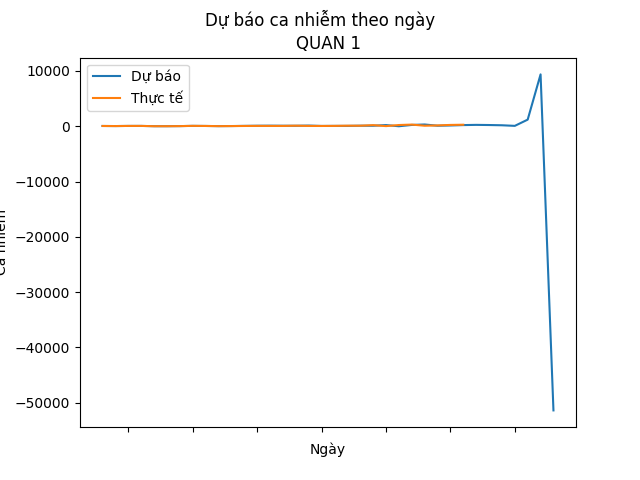 Dự báo ca nhiễm theo ngày
QUAN 1
Dự báo
Thực tế
10000
0
−10000
−20000
−30000
−40000
−50000
Ca nhiễm
Ngày